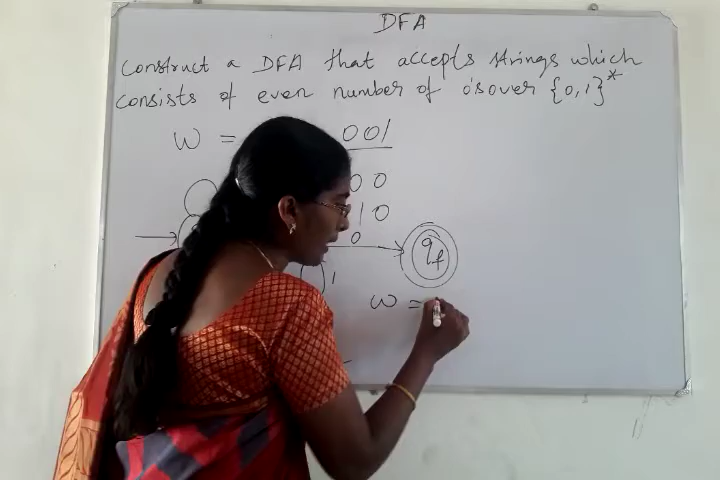 DFA
Construct a DFA that accepts strings which
consists of even number of 0's over {0,1}*
W = 001
00
10
0
qf
1
W =